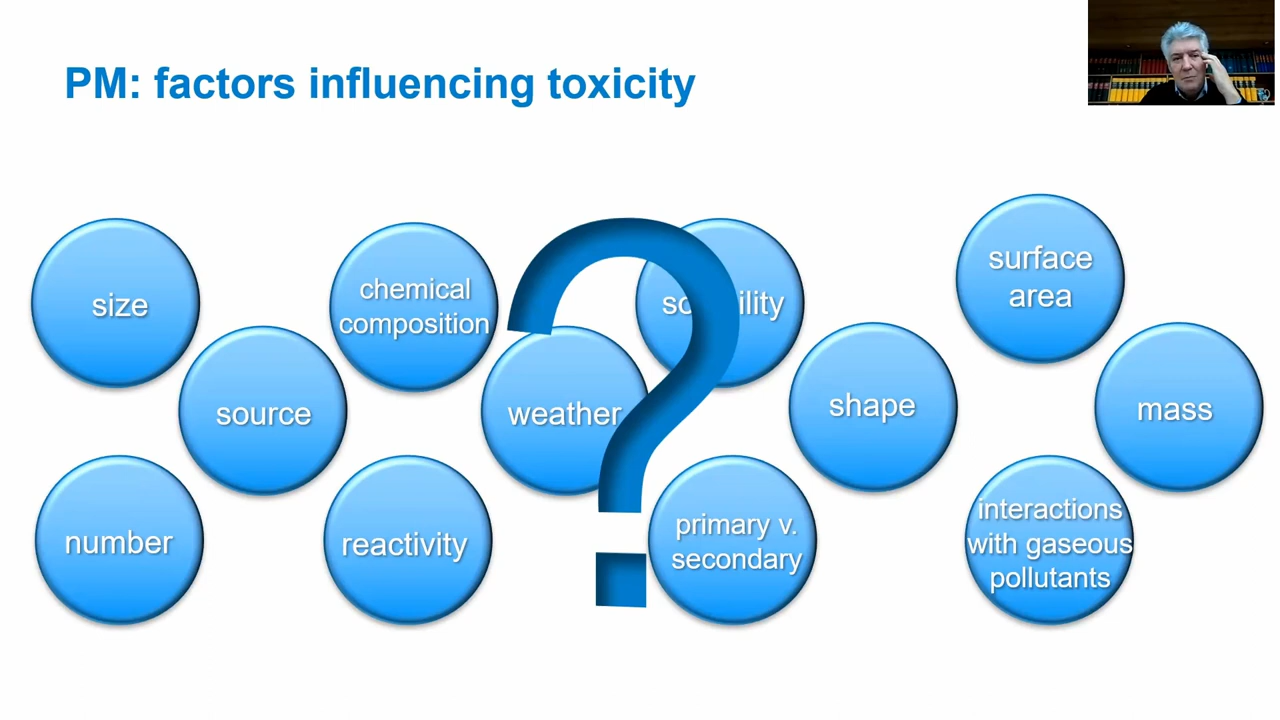 PM: factors influencing toxicity
size
chemical
composition
surface
area
source
weather
shape
mass
number
reactivity
primary v.
secondary
interactions
with gaseous
pollutants
?